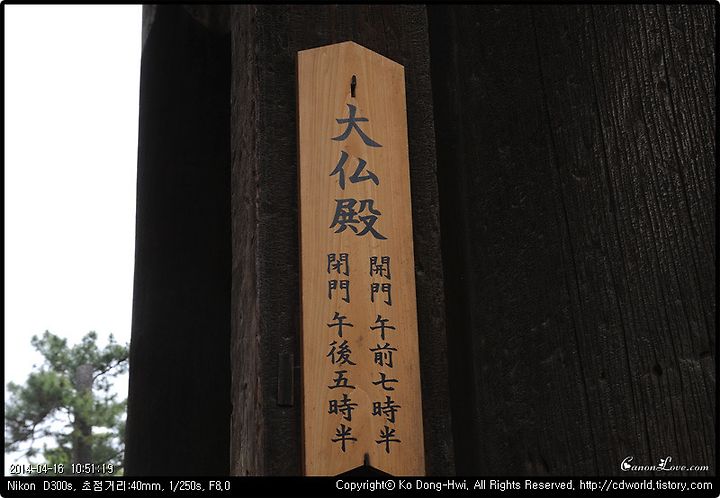 大仏殿
開門 午前七時半
閉門 午後五時半
CanonLove.com
2014-04-16 10:51:19
Nikon D300s, 초점거리:40mm, 1/250s, F8.0
Copyright© Ko Dong-Hwi, All Rights Reserved, http://cdworld.tistory.com/